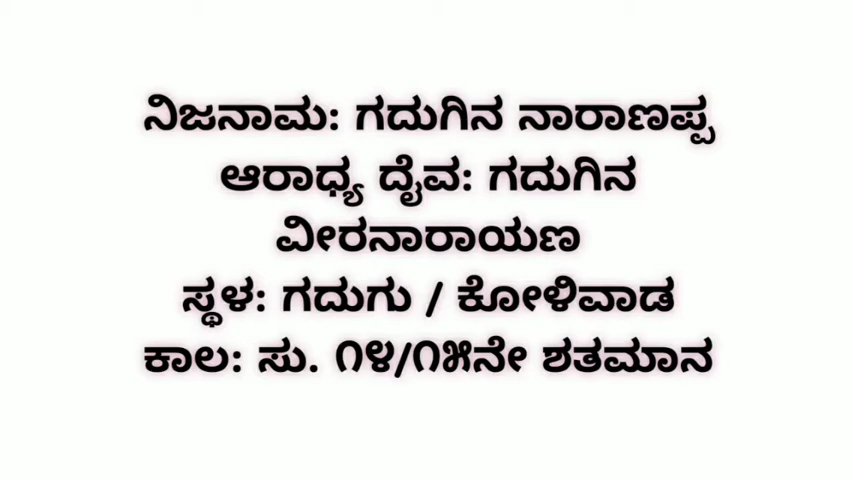 ನಿಜನಾಮ: ಗದುಗಿನ ನಾರಾಣಪ್ಪ
ಆರಾಧ್ಯ ದೈವ: ಗದುಗಿನ
ವೀರನಾರಾಯಣ
ಸ್ಥಳ: ಗದುಗು / ಕೋಳಿವಾಡ
ಕಾಲ: ಸು. ೧೪/೧೫ನೇ ಶತಮಾನ